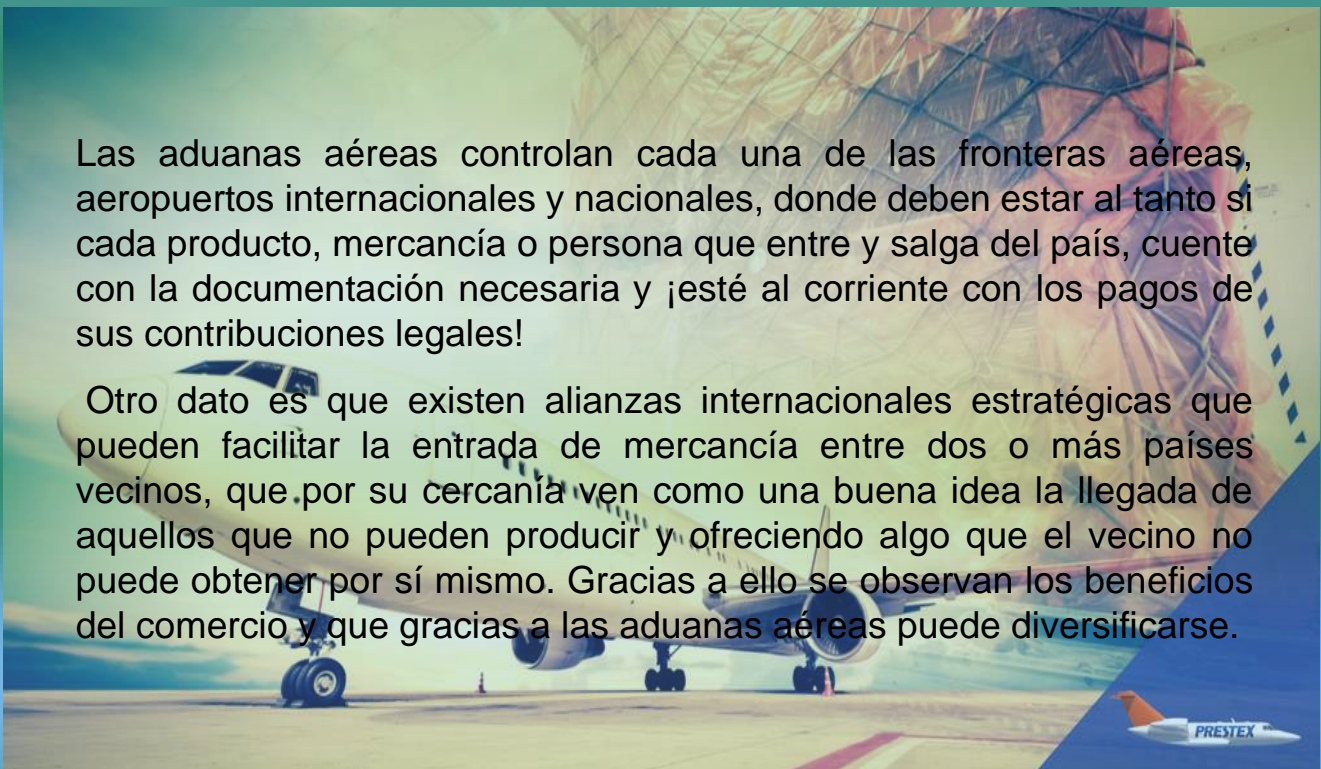 Las aduanas aéreas controlan cada una de las fronteras aéreas,
aeropuertos internacionales y nacionales, donde deben estar al tanto si
cada producto, mercancía o persona que entre y salga del país, cuente
con la documentación necesaria y ¡esté al corriente con los pagos de
sus contribuciones legales!
Otro dato es que existen alianzas internacionales estratégicas que
pueden facilitar la entrada de mercancía entre dos o más países
vecinos, que por su cercanía ven como una buena idea la llegada de
aquellos que no pueden producir y ofreciendo algo que el vecino no
puede obtener por sí mismo. Gracias a ello se observan los beneficios
del comercio y que gracias a las aduanas aéreas puede diversificarse.
PRESTEX